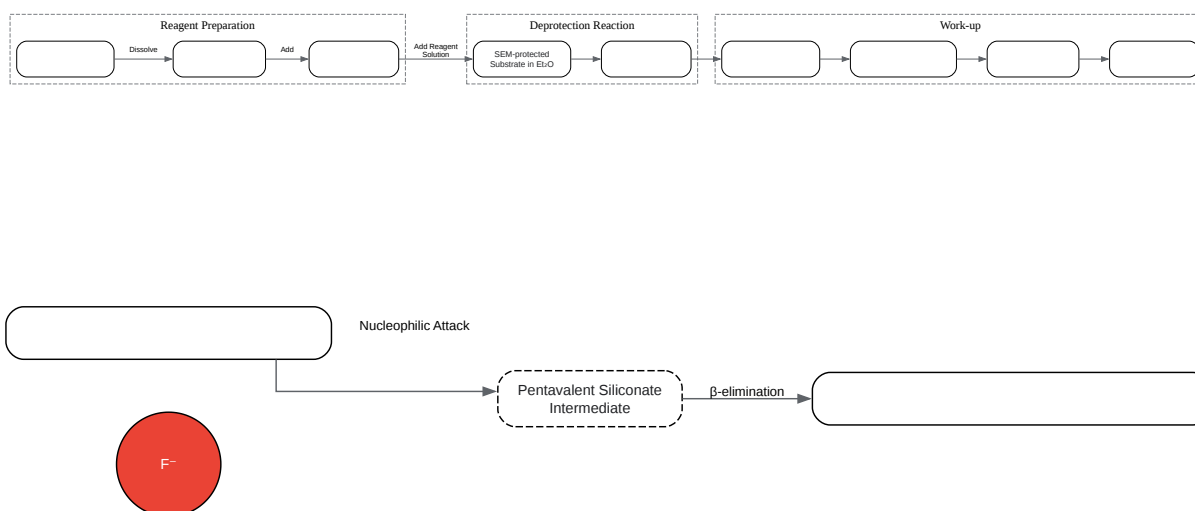 Reagent Preparation
Deprotection Reaction
Work-up
Dissolve
Add
Add Reagent
Solution
SEM-protected
Substrate in Et₂O
Nucleophilic Attack
Pentavalent Siliconate
Intermediate
β-elimination
F⁻